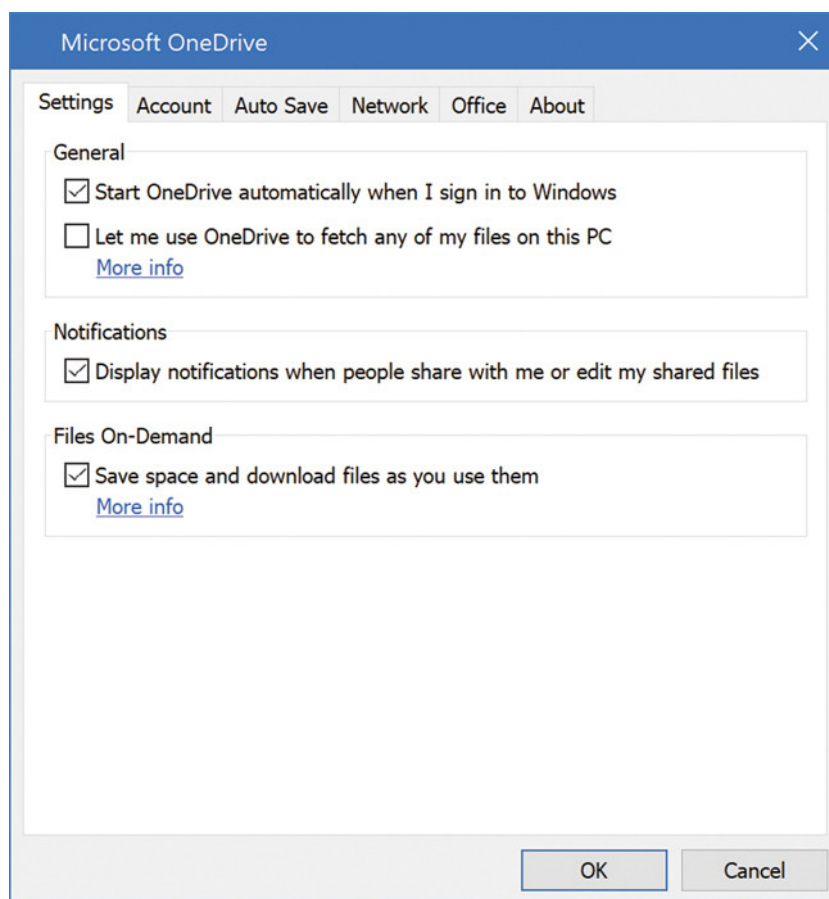 Microsoft OneDrive
Settings Account Auto Save Network Office About
General
Start OneDrive automatically when I sign in to Windows
Let me use OneDrive to fetch any of my files on this PC
More info
Notifications
Display notifications when people share with me or edit my shared files
Files On-Demand
Save space and download files as you use them
More info
OK Cancel